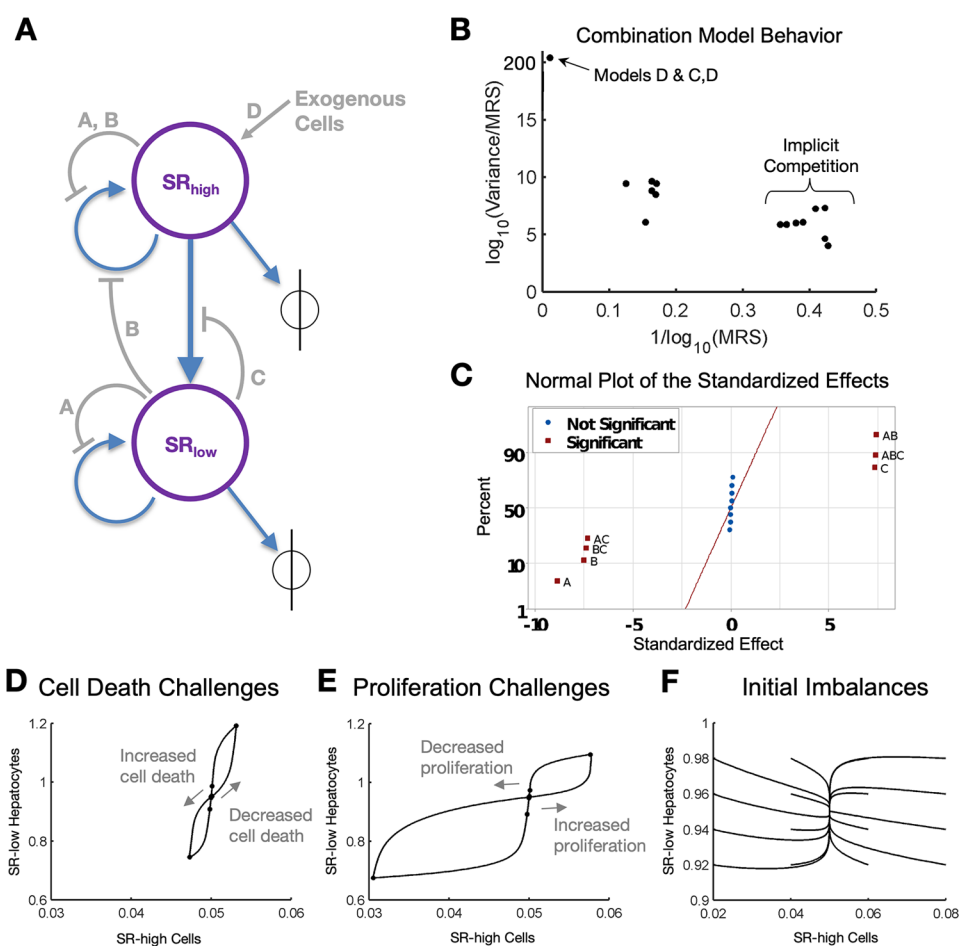 A
A, B
D
Exogenous
Cells
SRhigh
B
C
A
SRlow
B
Combination Model Behavior
log10(Variance/MRS)
200
15
10
5
0
Models D & C,D
Implicit
Competition
0
0.1
0.2
0.3
0.4
0.5
1/log10(MRS)
C
Normal Plot of the Standardized Effects
Not Significant
Significant
Percent
90
50
10
1
AB
ABC
C
AC
BC
B
A
-10
-5
0
5
Standardized Effect
D
Cell Death Challenges
SR-low Hepatocytes
1.2
1
0.8
0.6
Increased
cell death
Decreased
cell death
0.03
0.04
0.05
0.06
SR-high Cells
E
Proliferation Challenges
SR-low Hepatocytes
1.2
1
0.8
0.6
Decreased
proliferation
Increased
proliferation
0.03
0.04
0.05
0.06
SR-high Cells
F
Initial Imbalances
SR-low Hepatocytes
1
0.98
0.96
0.94
0.92
0.9
0.02
0.04
0.06
0.08
SR-high Cells